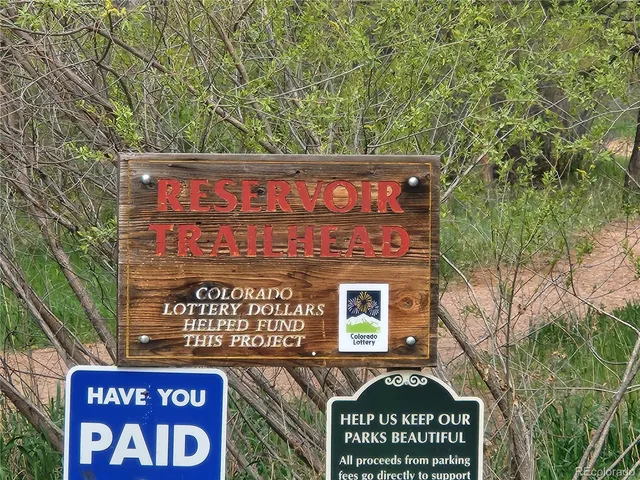 RESERVOIR
TRAILHEAD
COLORADO
LOTTERY DOLLARS
HELPED FUND
THIS PROJECT
Colorado
Lottery
HAVE YOU
PAID
HELP US KEEP OUR
PARKS BEAUTIFUL
All proceeds from parking
fees go directly to support
REcolorado